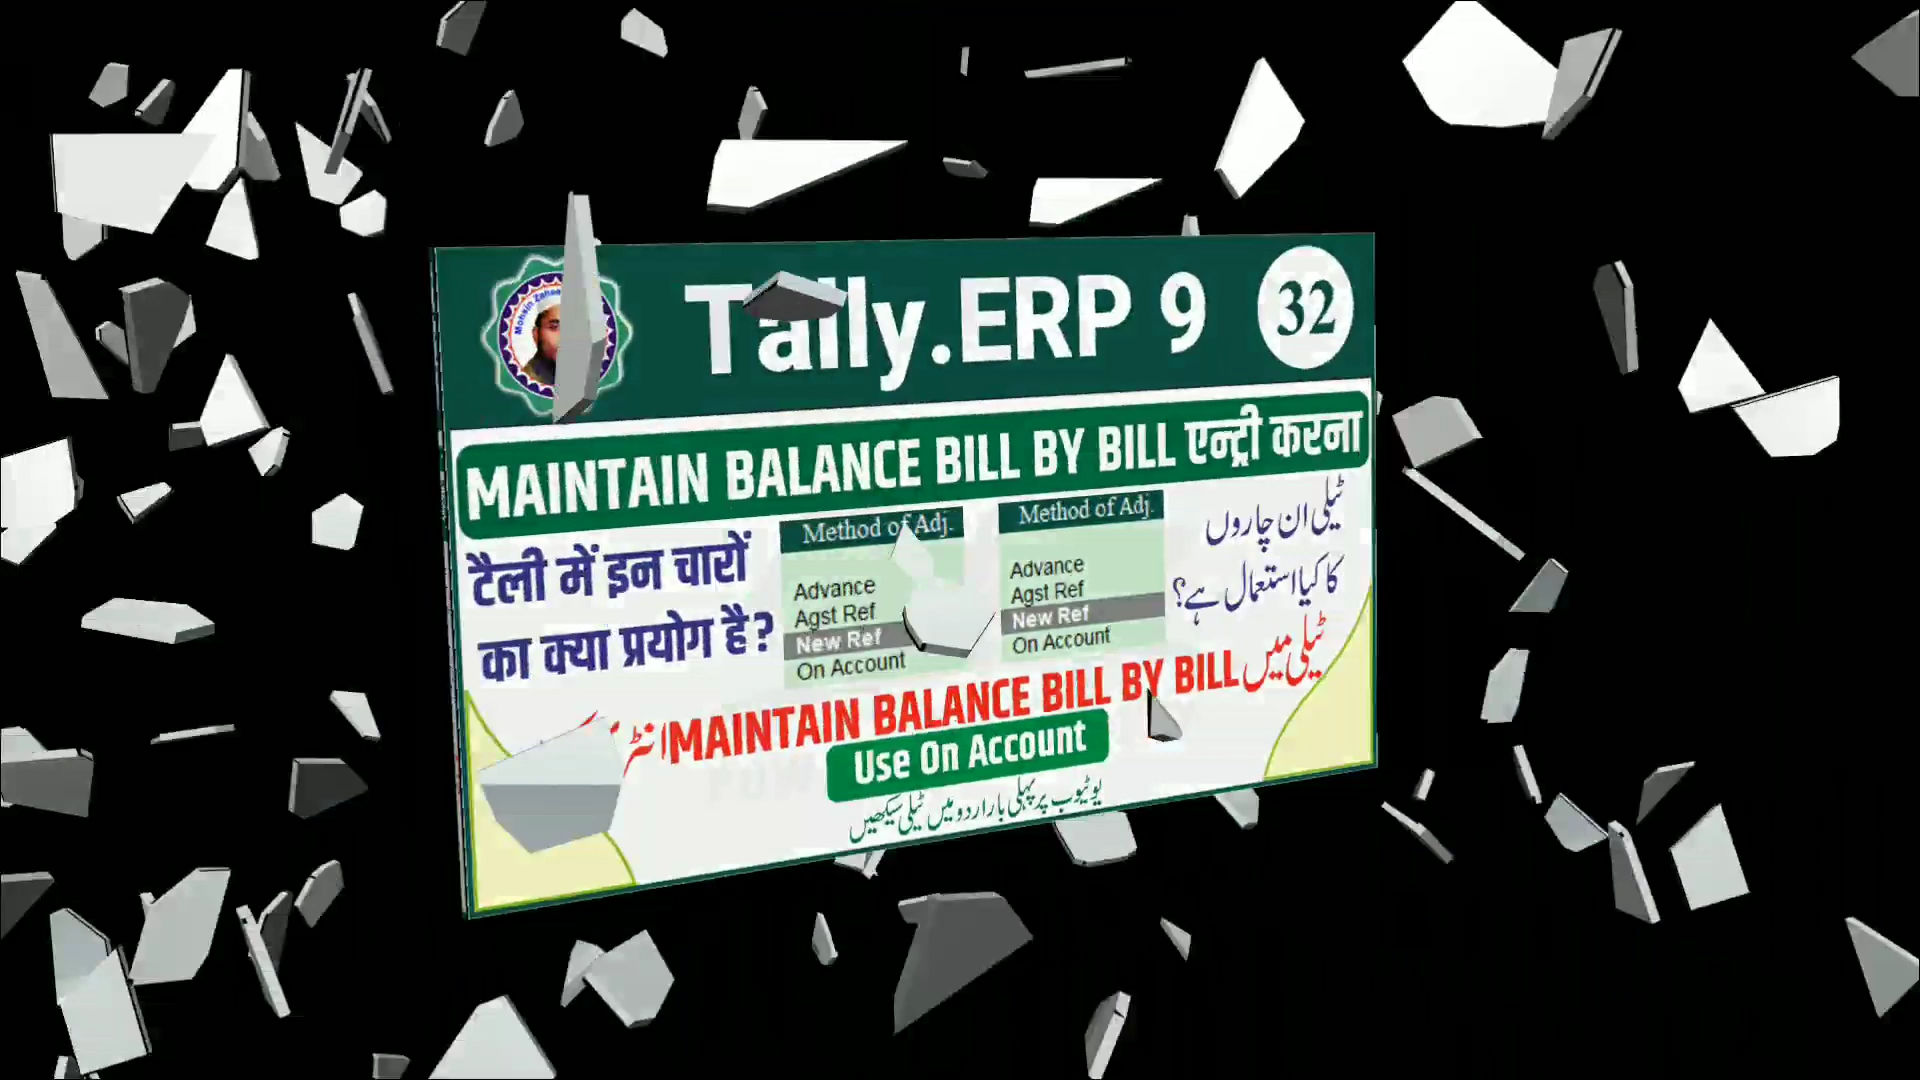 Tally.ERP 9
32
MAINTAIN BALANCE BILL BY BILL एन्ट्री करना
टैली में इन चारों
का क्या प्रयोग है?
Method of Adj.
Advance
Agst Ref
New Ref
On Account
Method of Adj.
Advance
Agst Ref
New Ref
On Account
ٹیلی ان چاروں
کا کیا استعمال ہے؟
ٹیلی میں MAINTAIN BALANCE BILL BY BILL
Use On Account
یوٹیوب پر پہلی بار اردو میں ٹیلی سیکھیں